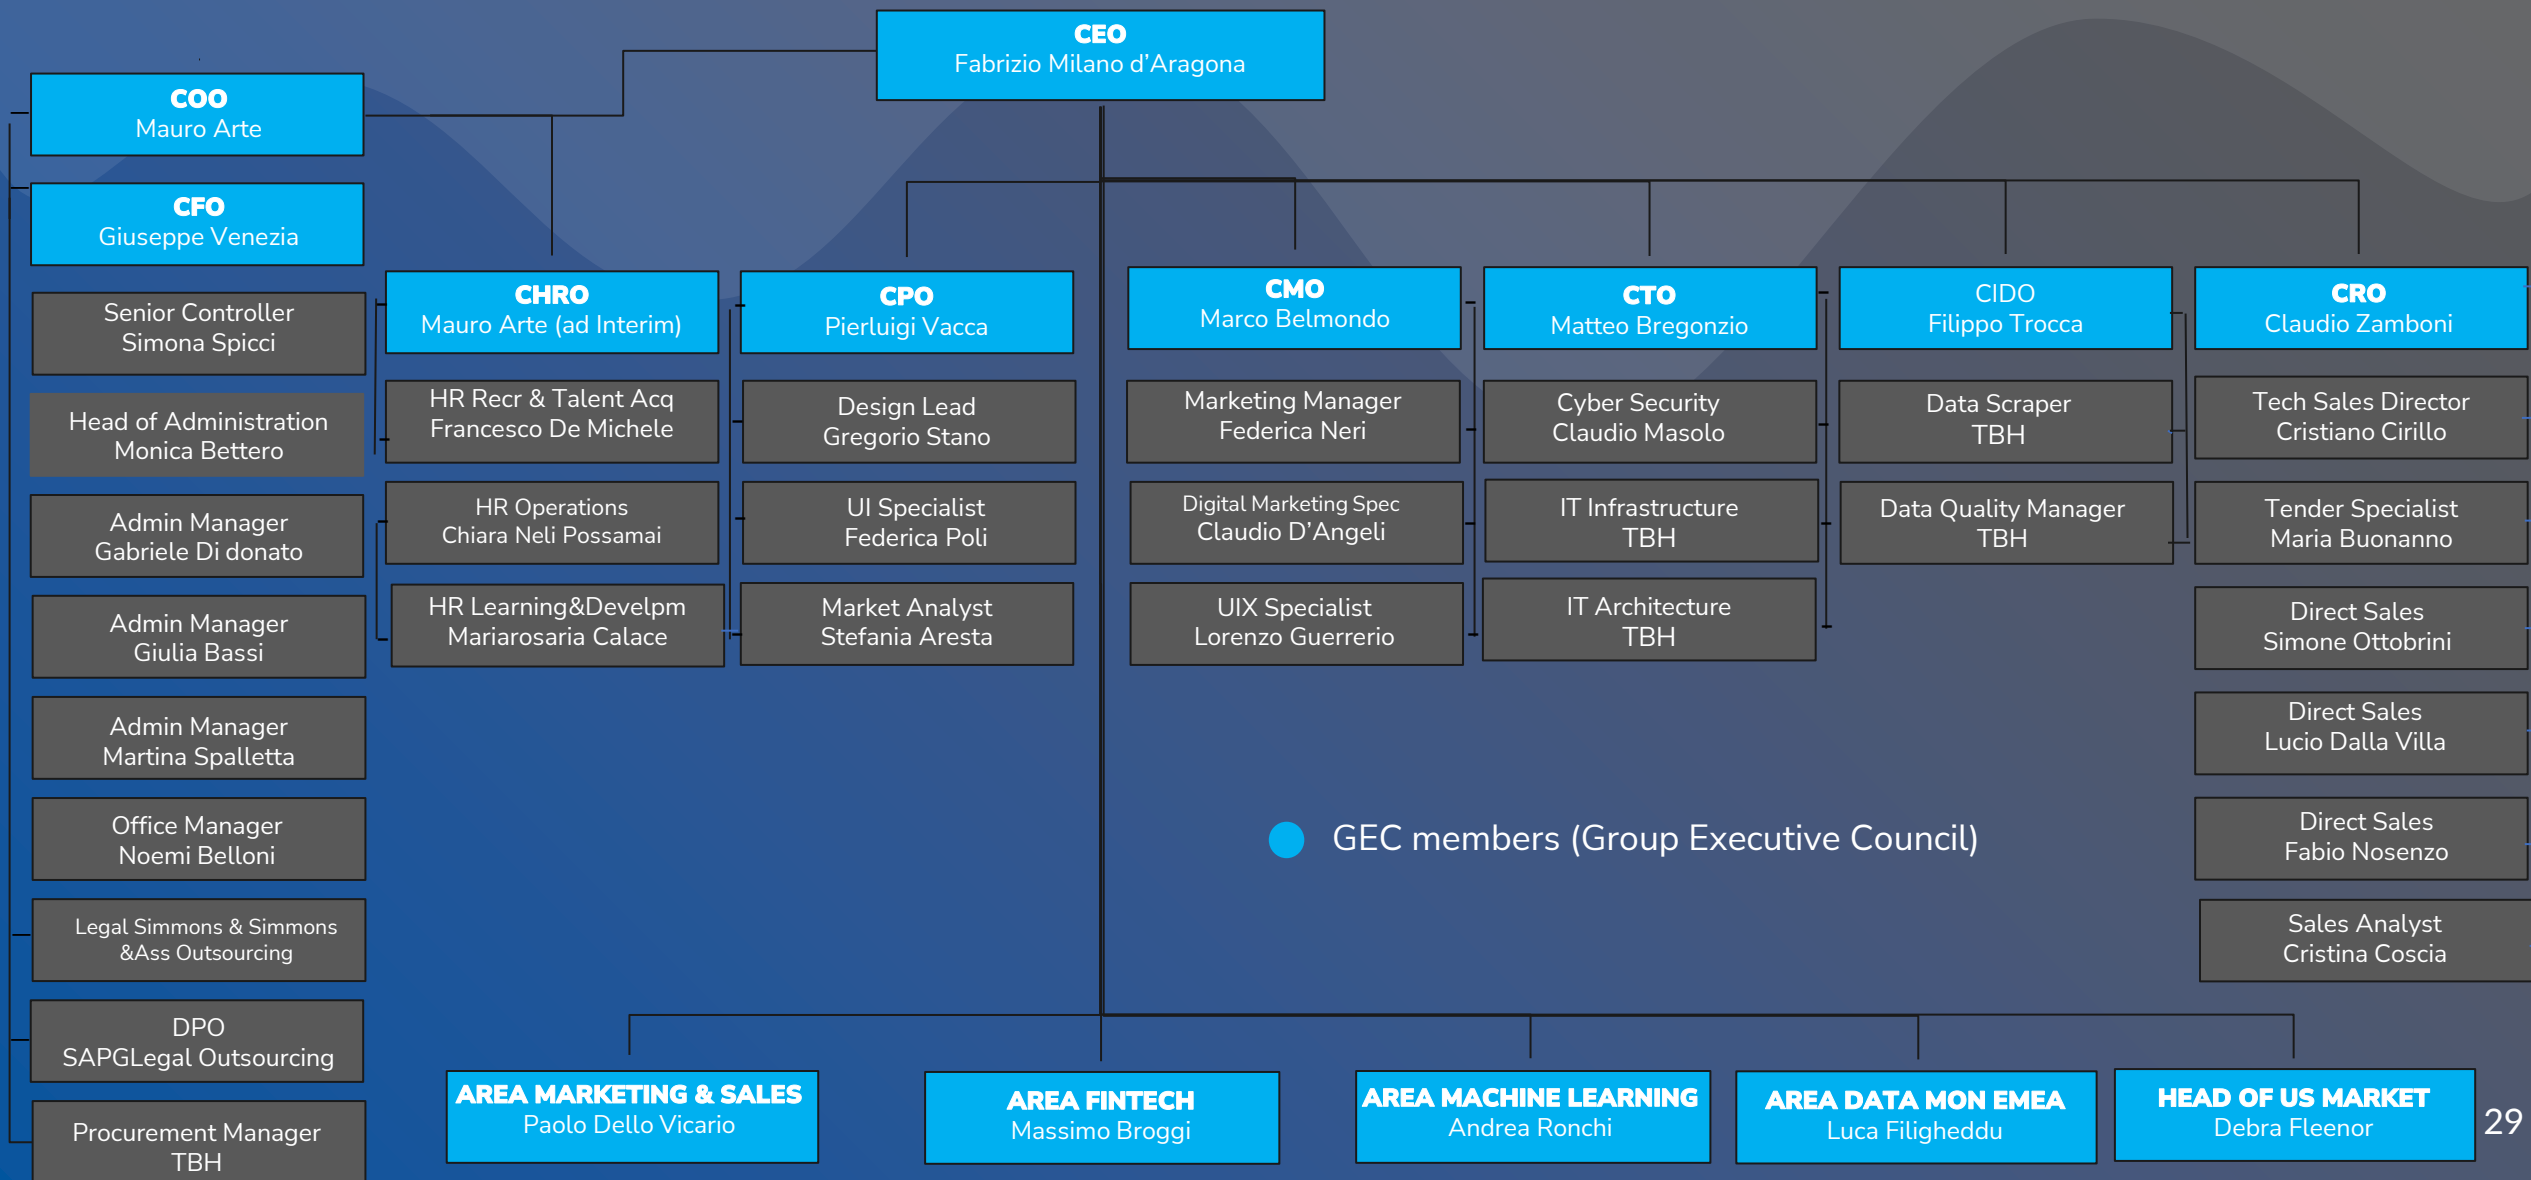 CEO
Fabrizio Milano d'Aragona
COO
Mauro Arte
CFO
Giuseppe Venezia
Senior Controller
Simona Spicci
Head of Administration
Monica Bettero
Admin Manager
Gabriele Di donato
Admin Manager
Giulia Bassi
Admin Manager
Martina Spalletta
Office Manager
Noemi Belloni
Legal Simmons & Simmons
&Ass Outsourcing
DPO
SAPGLegal Outsourcing
Procurement Manager
TBH
CHRO
Mauro Arte (ad Interim)
HR Recr & Talent Acq
Francesco De Michele
HR Operations
Chiara Neli Possamai
HR Learning&Develpm
Mariarosaria Calace
CPO
Pierluigi Vacca
Design Lead
Gregorio Stano
UI Specialist
Federica Poli
Market Analyst
Stefania Aresta
CMO
Marco Belmondo
Marketing Manager
Federica Neri
Digital Marketing Spec
Claudio D'Angeli
UIX Specialist
Lorenzo Guerrerio
CTO
Matteo Bregonzio
Cyber Security
Claudio Masolo
IT Infrastructure
TBH
IT Architecture
TBH
CIDO
Filippo Trocca
Data Scraper
TBH
Data Quality Manager
TBH
CRO
Claudio Zamboni
Tech Sales Director
Cristiano Cirillo
Tender Specialist
Maria Buonanno
Direct Sales
Simone Ottobrini
Direct Sales
Lucio Dalla Villa
Direct Sales
Fabio Nosenzo
Sales Analyst
Cristina Coscia
GEC members (Group Executive Council)
AREA MARKETING & SALES
Paolo Dello Vicario
AREA FINTECH
Massimo Broggi
AREA MACHINE LEARNING
Andrea Ronchi
AREA DATA MON EMEA
Luca Filigheddu
HEAD OF US MARKET
Debra Fleenor
29